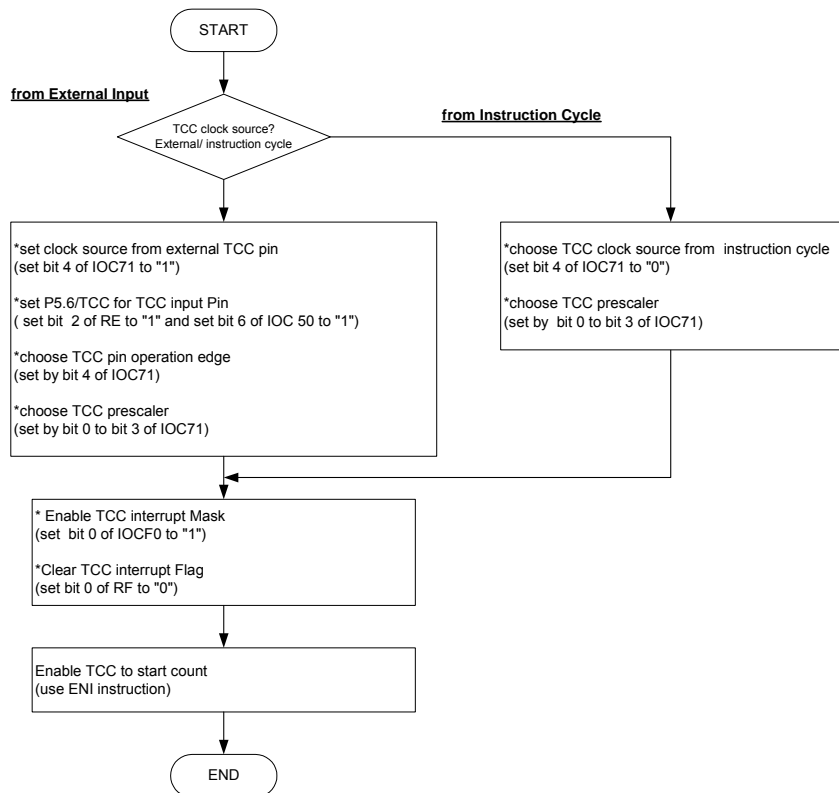 START
from External Input
from Instruction Cycle
TCC clock source?
External/ instruction cycle
*set clock source from external TCC pin
(set bit 4 of IOC71 to "1")
*set P5.6/TCC for TCC input Pin
( set bit 2 of RE to "1" and set bit 6 of IOC 50 to "1")
*choose TCC pin operation edge
(set by bit 4 of IOC71)
*choose TCC prescaler
(set by bit 0 to bit 3 of IOC71)
*choose TCC clock source from instruction cycle
(set bit 4 of IOC71 to "0")
*choose TCC prescaler
(set by bit 0 to bit 3 of IOC71)
* Enable TCC interrupt Mask
(set bit 0 of IOCF0 to "1")
*Clear TCC interrupt Flag
(set bit 0 of RF to "0")
Enable TCC to start count
(use ENI instruction)
END